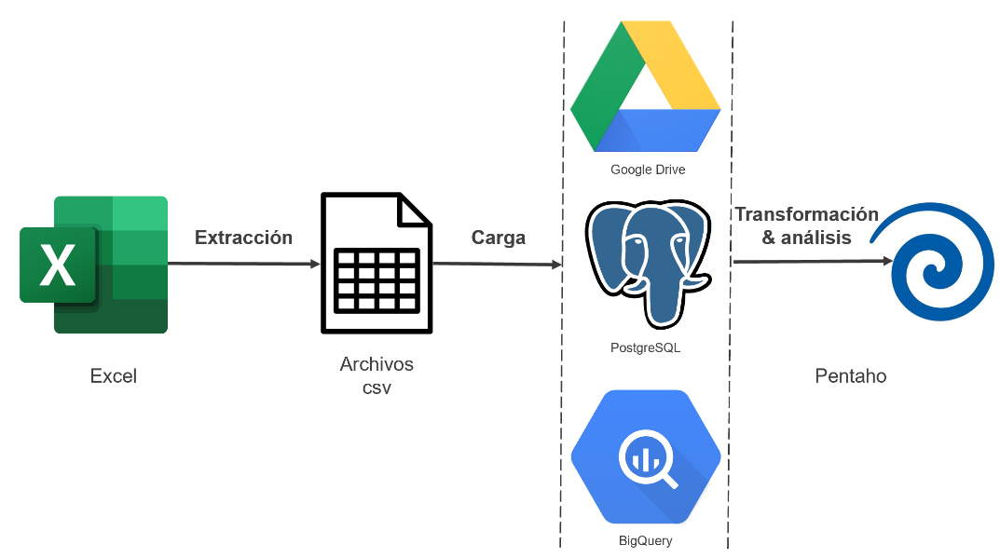 Google Drive
Extracción
Carga
Transformación
& análisis
X
PostgreSQL
Excel
Archivos
csv
Pentaho
BigQuery